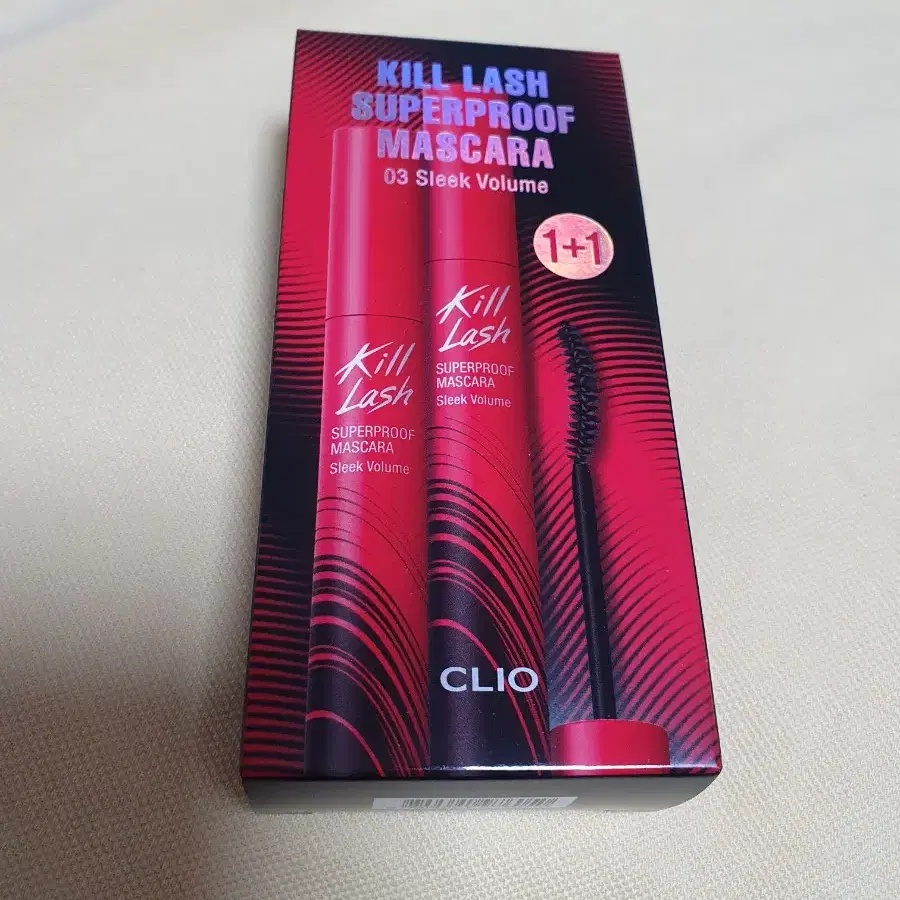 KILL LASH
SUPERPROOF
MASCARA
03 Sleek Volume
1+1
Kill
Lash
SUPERPROOF
MASCARA
Sleek Volume
Kill
Lash
SUPERPROOF
MASCARA
Sleek Volume
CLIO